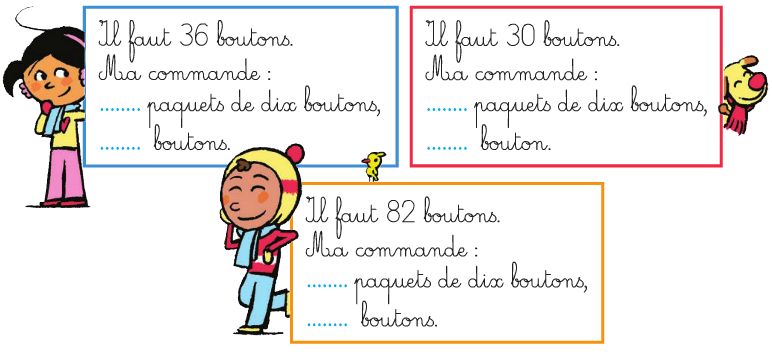 Il faut 36 boutons.
Ma commande :
........ paquets de dix boutons,
........ boutons.
Il faut 30 boutons.
Ma commande :
........ paquets de dix boutons,
........ bouton.
Il faut 82 boutons.
Ma commande :
........ paquets de dix boutons,
........ boutons.